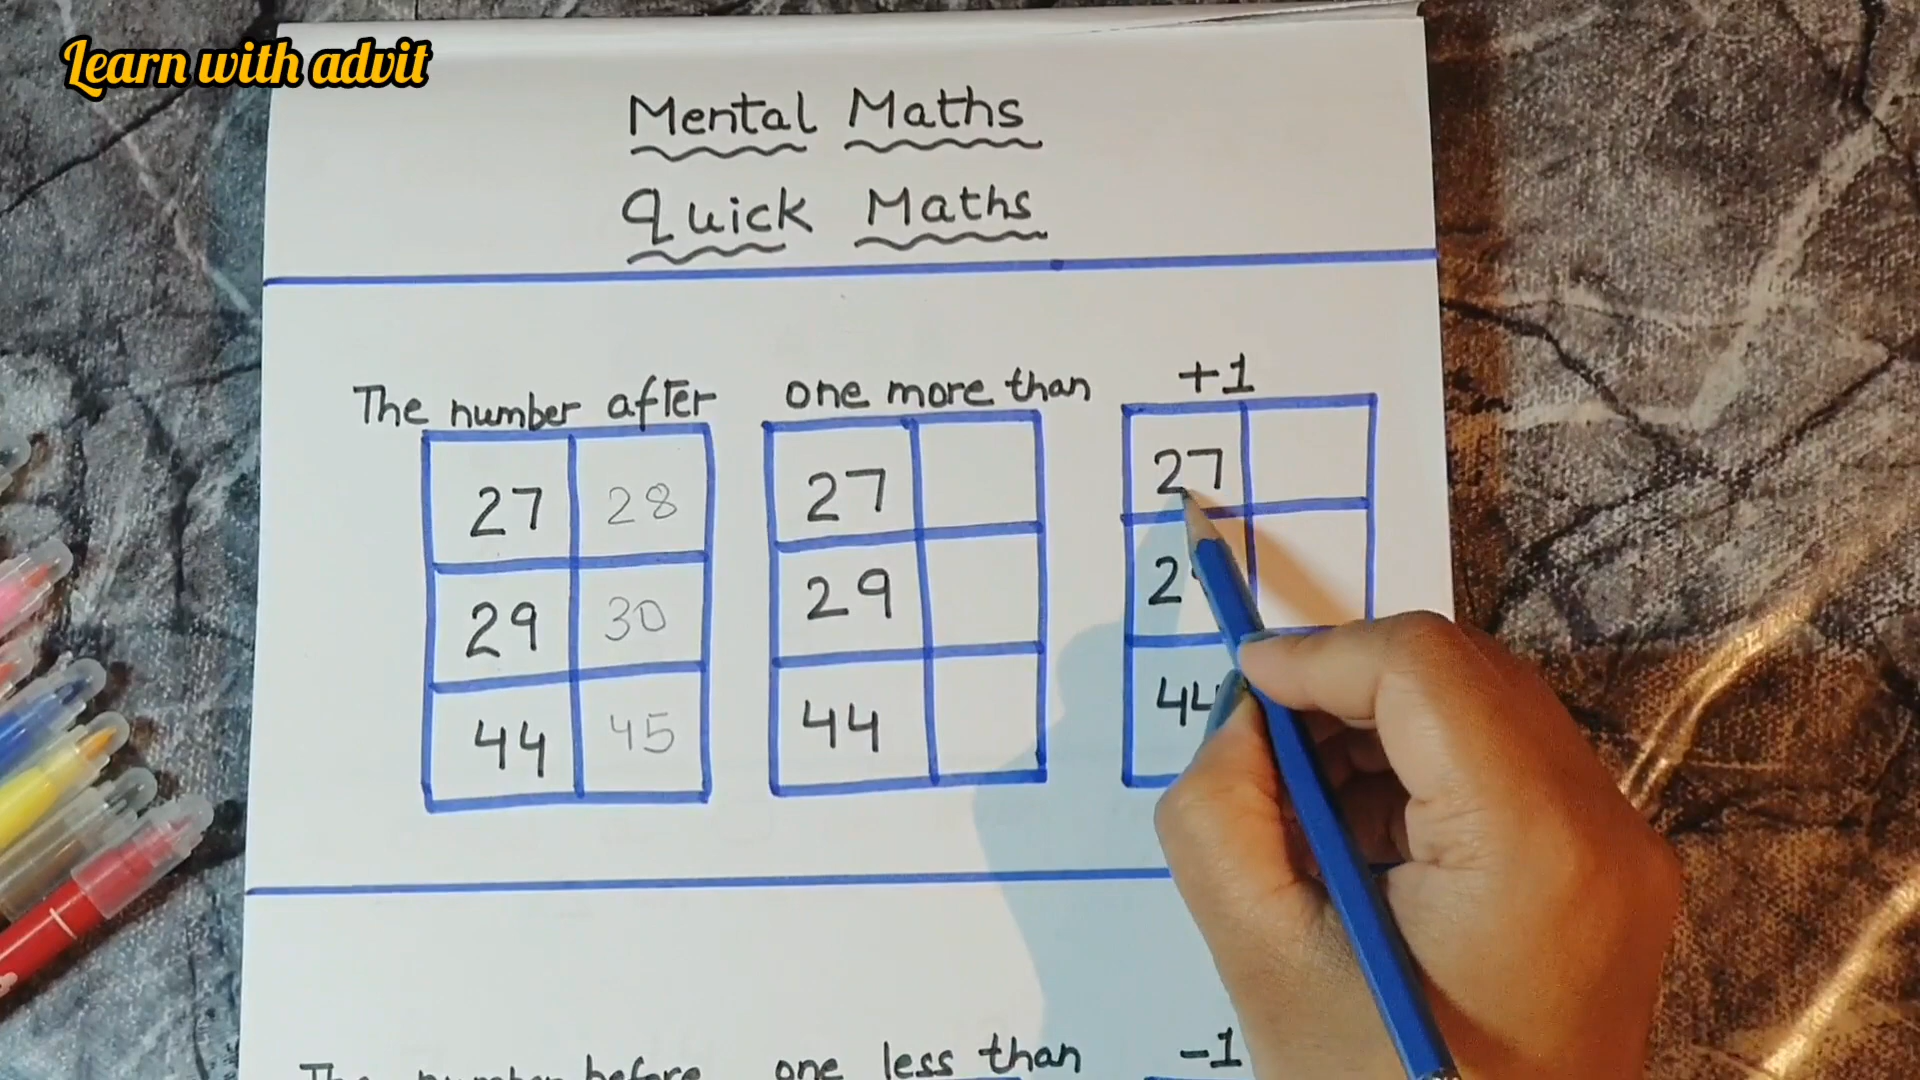 Learn with advit
Mental Maths
Quick Maths
The number after
27 28
29 30
44 45
one more than
27
29
44
+1
27
44
one less than
-1